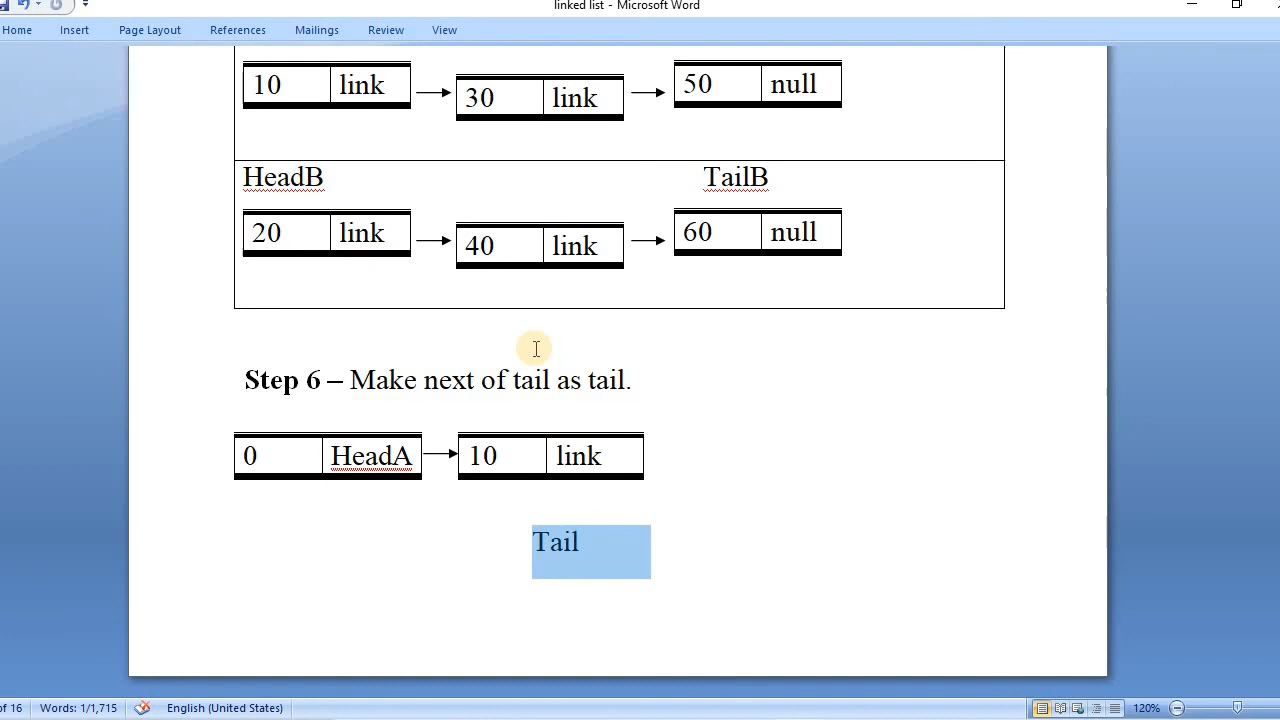 linked list - Microsoft Word
Home Insert Page Layout References Mailings Review View
10 link 30 link 50 null
HeadB TailB
20 link 40 link 60 null
Step 6 – Make next of tail as tail.
0 HeadA 10 link
Tail
of 16 Words: 1/1,715 English (United States) 120%